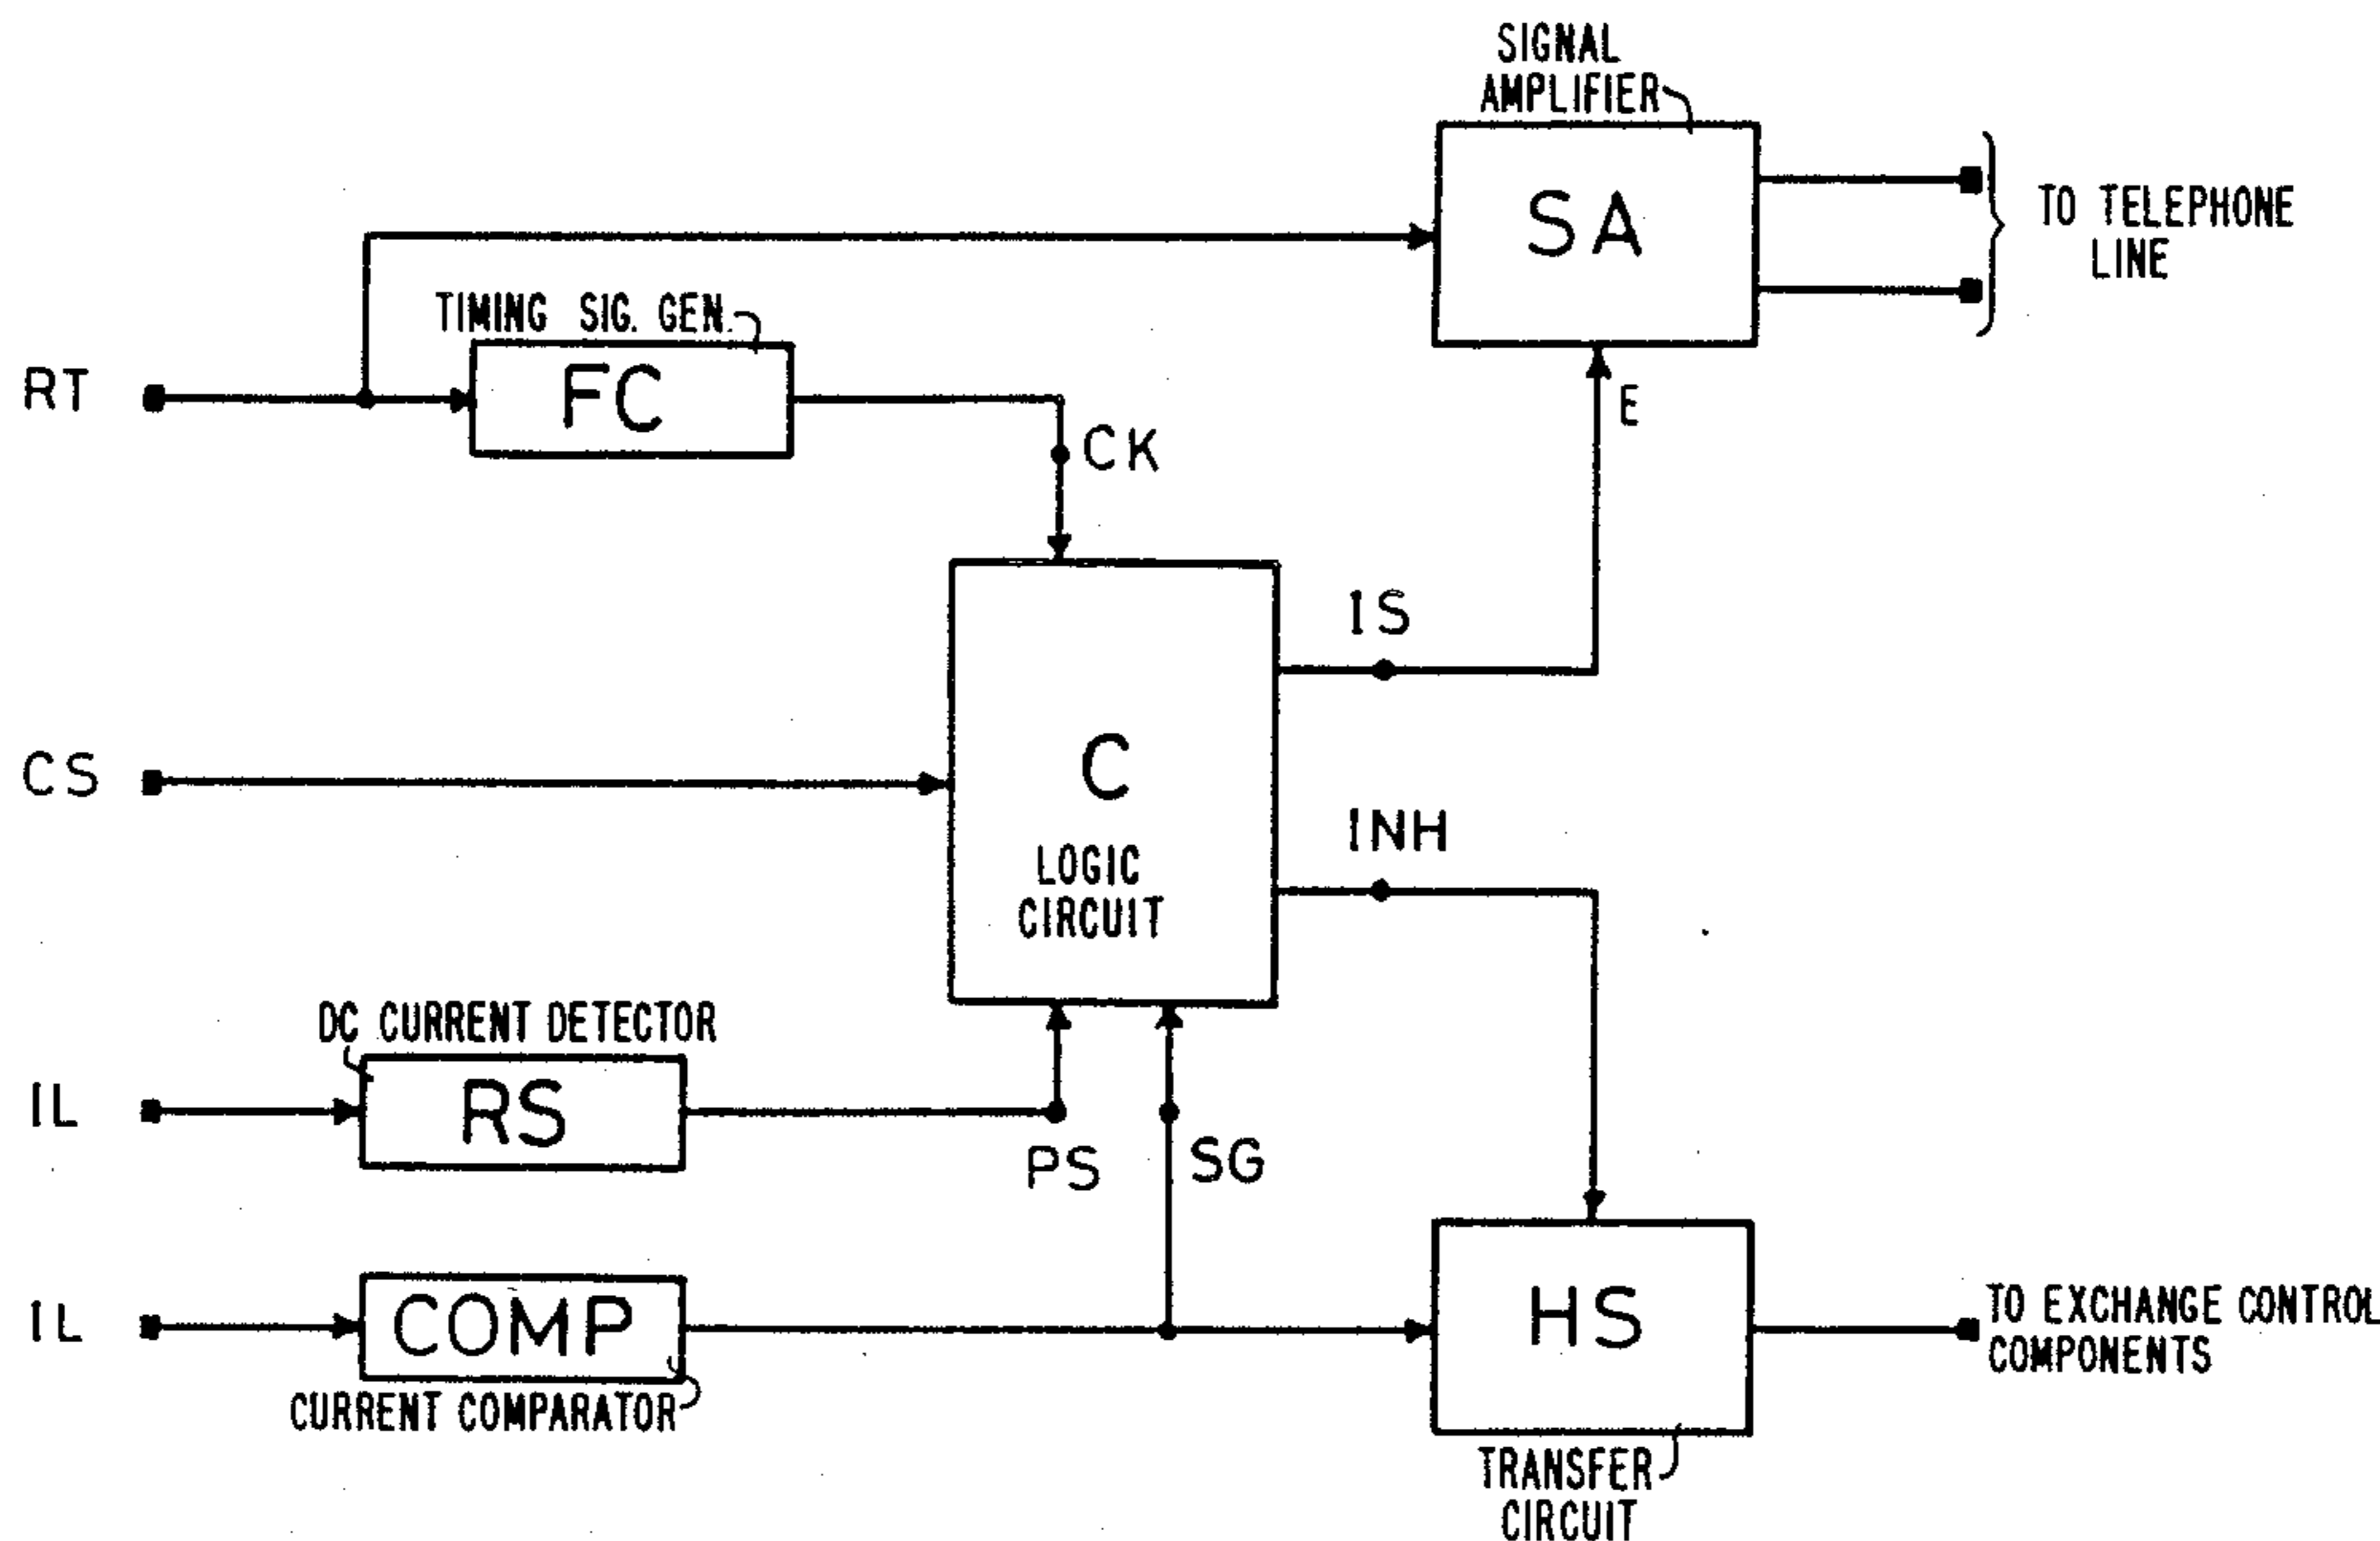 SIGNAL
AMPLIFIER
SA
TO TELEPHONE
LINE
TIMING SIG. GEN.
RT
FC
CK
E
IS
CS
C
LOGIC
CIRCUIT
INH
DC CURRENT DETECTOR
IL
RS
PS
SG
IL
COMP
CURRENT COMPARATOR
HS
TO EXCHANGE CONTROL
COMPONENTS
TRANSFER
CIRCUIT